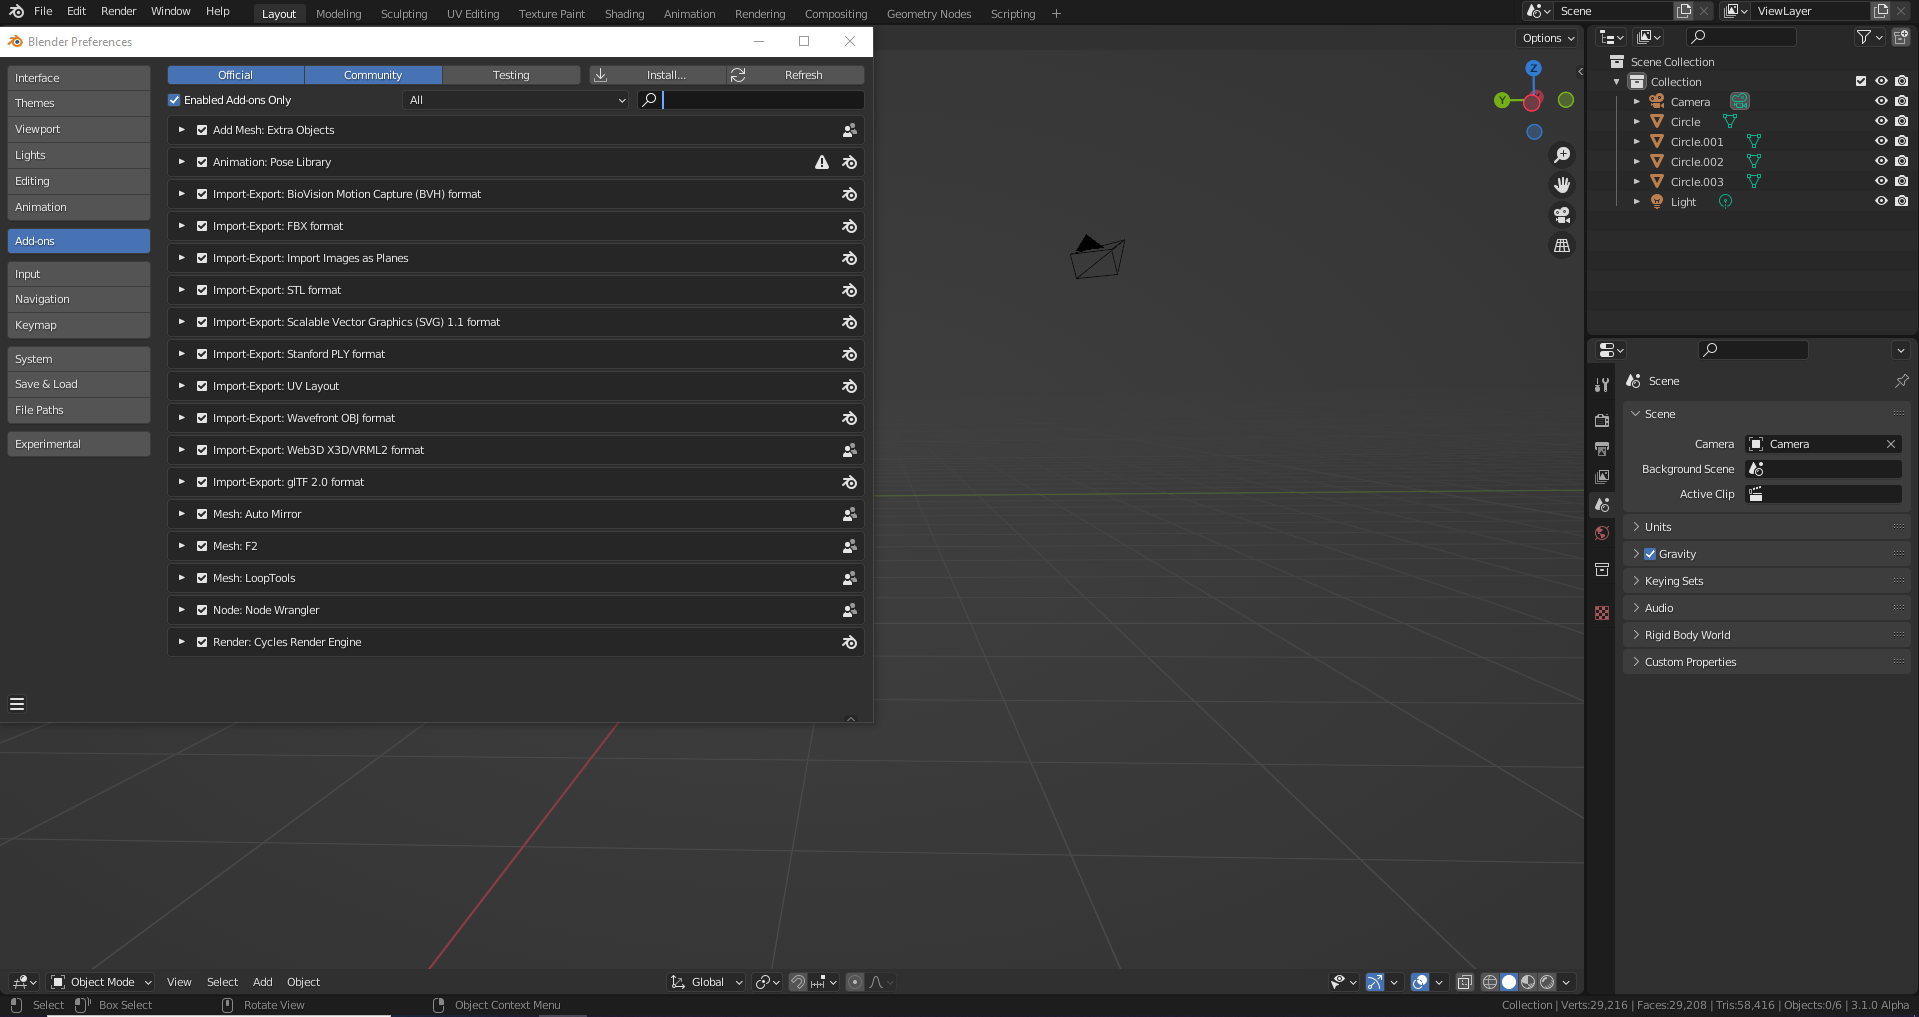 File Edit Render Window Help Layout Modeling Sculpting UV Editing Texture Paint Shading Animation Rendering Compositing Geometry Nodes Scripting + Scene ViewLayer
Blender Preferences
Options
Interface
Themes
Viewport
Lights
Editing
Animation
Add-ons
Input
Navigation
Keymap
System
Save & Load
File Paths
Experimental
Official Community Testing Install... Refresh
Enabled Add-ons Only All
Add Mesh: Extra Objects
Animation: Pose Library
Import-Export: BioVision Motion Capture (BVH) format
Import-Export: FBX format
Import-Export: Import Images as Planes
Import-Export: STL format
Import-Export: Scalable Vector Graphics (SVG) 1.1 format
Import-Export: Stanford PLY format
Import-Export: UV Layout
Import-Export: Wavefront OBJ format
Import-Export: Web3D X3D/VRML2 format
Import-Export: glTF 2.0 format
Mesh: Auto Mirror
Mesh: F2
Mesh: LoopTools
Node: Node Wrangler
Render: Cycles Render Engine
Z
Y
Scene Collection
Collection
Camera
Circle
Circle.001
Circle.002
Circle.003
Light
Scene
Scene
Camera Camera
Background Scene
Active Clip
Units
Gravity
Keying Sets
Audio
Rigid Body World
Custom Properties
Object Mode View Select Add Object Global
Select Box Select Rotate View Object Context Menu Collection | Verts:29,216 | Faces:29,208 | Tris:58,416 | Objects:0/6 | 3.1.0 Alpha